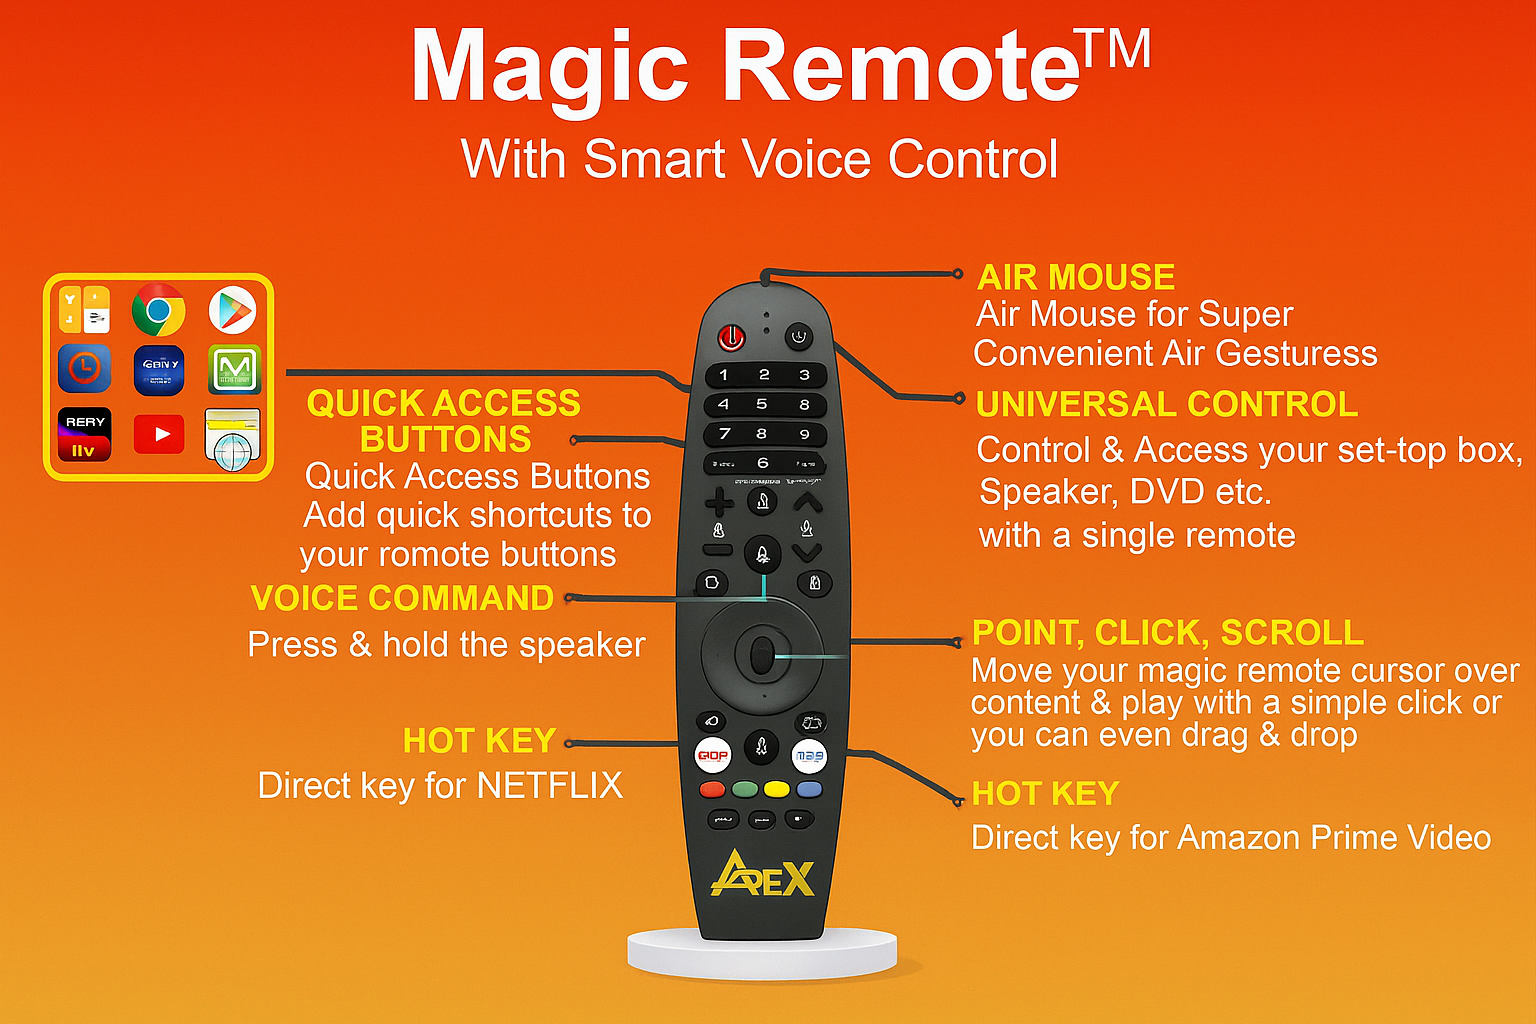 Magic Remote™
With Smart Voice Control
AIR MOUSE
Air Mouse for Super
Convenient Air Gesturess
UNIVERSAL CONTROL
Control & Access your set-top box,
Speaker, DVD etc.
with a single remote
QUICK ACCESS
BUTTONS
Quick Access Buttons
Add quick shortcuts to
your romote buttons
VOICE COMMAND
Press & hold the speaker
POINT, CLICK, SCROLL
Move your magic remote cursor over
content & play with a simple click or
you can even drag & drop
HOT KEY
Direct key for NETFLIX
HOT KEY
Direct key for Amazon Prime Video
RERY
llv
1 2 3
4 5 8
7 8 9
6
GOP
APEX